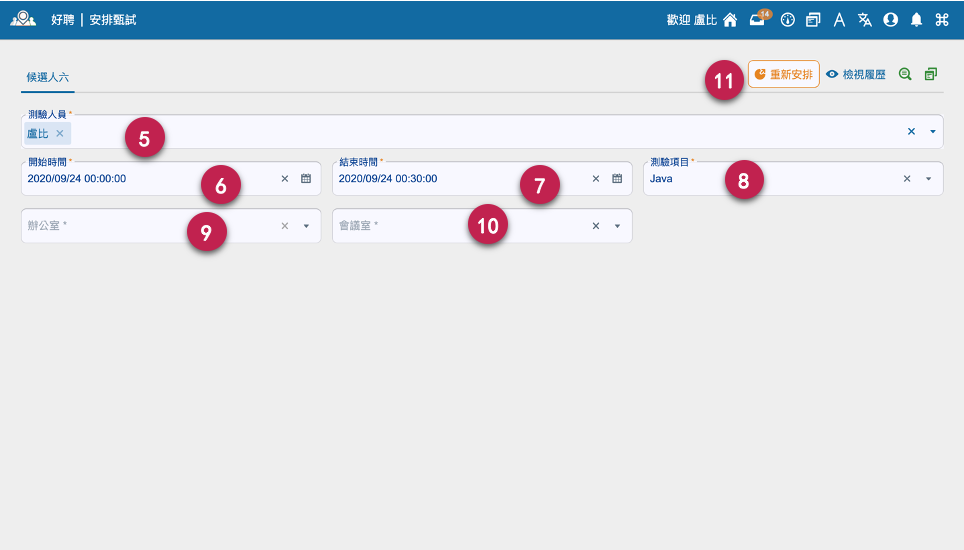 好聘 | 安排甄試
歡迎 盧比 14
候選人六
11 重新安排 檢視履歷
測驗人員 *
盧比 × 5
開始時間 *
2020/09/24 00:00:00 6
結束時間 *
2020/09/24 00:30:00 7
測驗項目 *
Java 8
辦公室 * 9
會議室 * 10